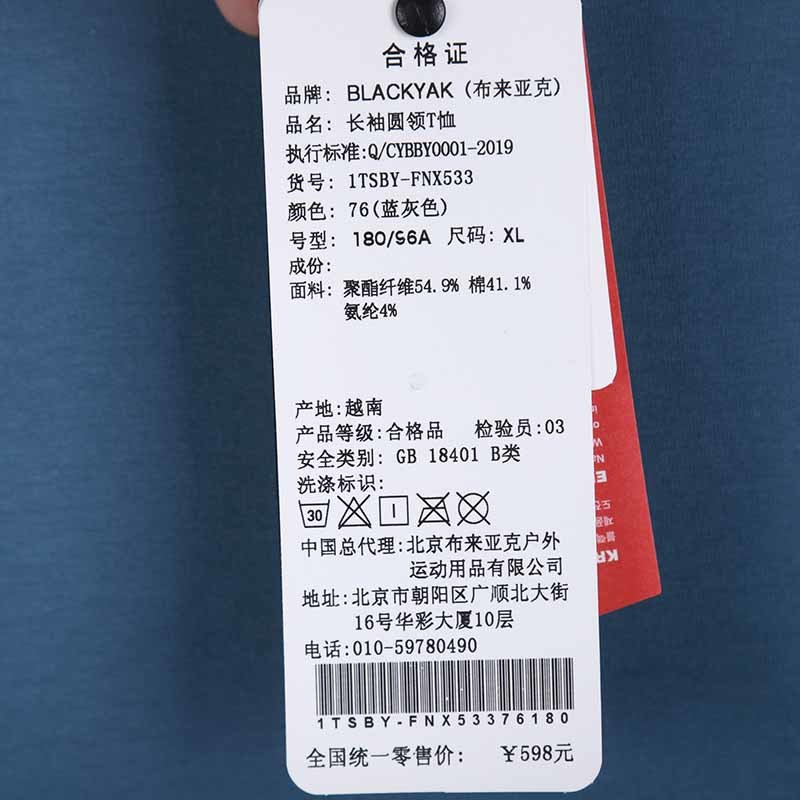 合格证
品牌: BLACKYAK (布来亚克)
品名: 长袖圆领T恤
执行标准:Q/CYBBY0001-2019
货号: 1TSBY-FNX533
颜色: 76(蓝灰色)
号型: 180/96A 尺码: XL
成份:
面料: 聚酯纤维54.9% 棉41.1%
氨纶4%
产地:越南
产品等级:合格品 检验员:03
安全类别: GB 18401 B类
洗涤标识:
30
中国总代理:北京布来亚克户外
运动用品有限公司
地址:北京市朝阳区广顺北大街
16号华彩大厦10层
电话:010-59780490
1TSBY-FNX53376180
全国统一零售价: ¥598元